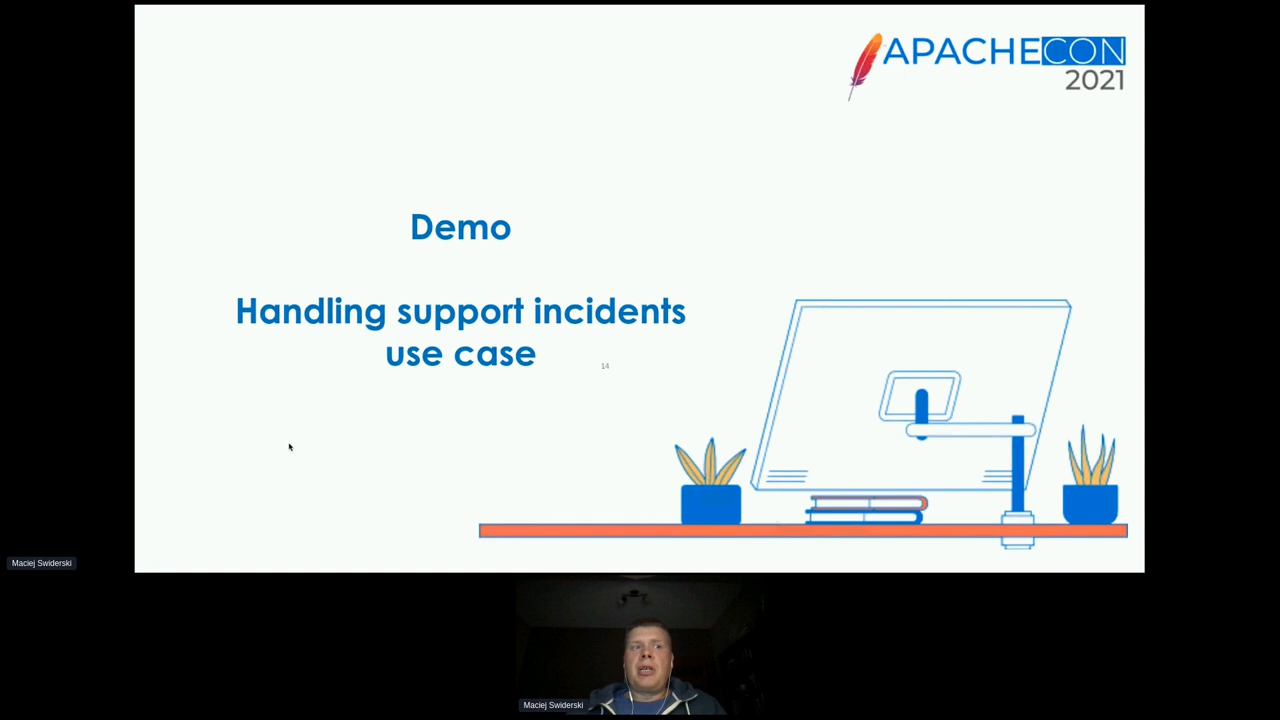 APACHECON
2021
Demo
Handling support incidents
use case
14
Maciej Swiderski
Maciej Swiderski